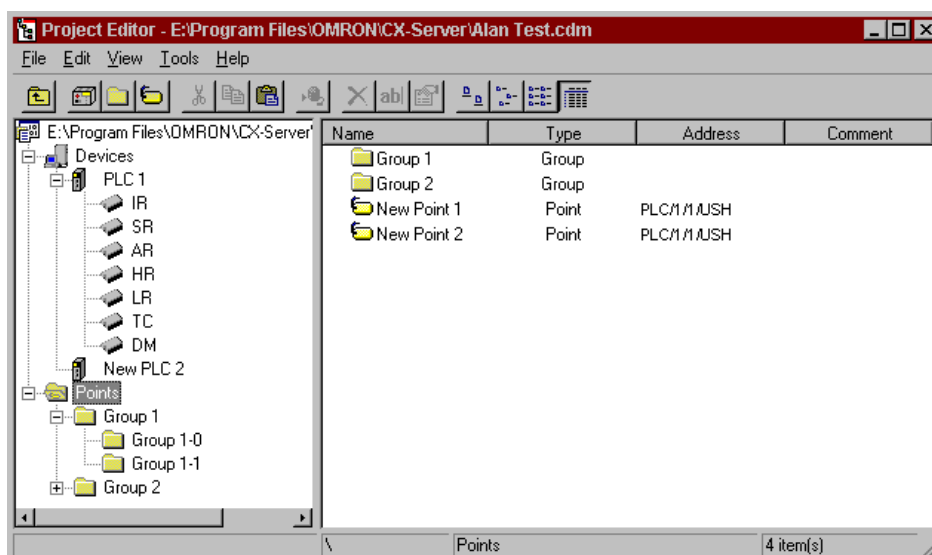 Project Editor - E:\Program Files\OMRON\CX-Server\Alan Test.cdm
File Edit View Tools Help
ab
E:\Program Files\OMRON\CX-Server'
Devices
PLC 1
IR
SR
AR
HR
LR
TC
DM
New PLC 2
Points
Group 1
Group 1-0
Group 1-1
Group 2
Name Type Address Comment
Group 1 Group
Group 2 Group
New Point 1 Point PLC/1/1/USH
New Point 2 Point PLC/1/1/USH
\ Points 4 item(s)